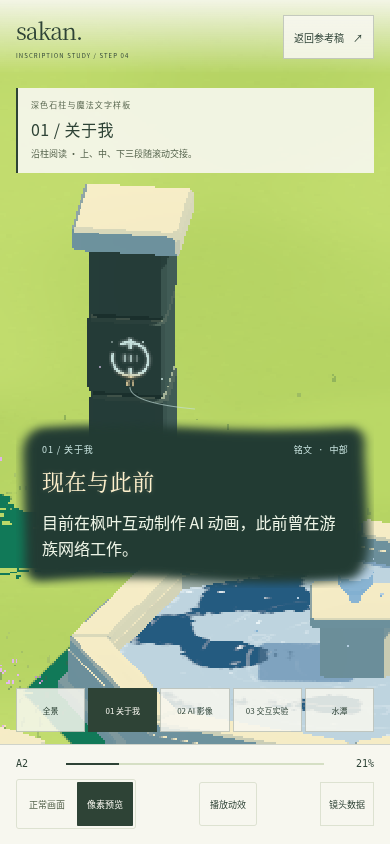 sakan.
INSCRIPTION STUDY / STEP 04
返回参考稿 ↗
深色石柱与魔法文字样板
01 / 关于我
沿柱阅读 · 上、中、下三段随滚动交接。
01 / 关于我
铭文 · 中部
现在与此前
目前在枫叶互动制作 AI 动画，此前曾在游
族网络工作。
全景
01 关于我
02 AI 影像
03 交互实验
水潭
A2
21%
正常画面
像素预览
播放动效
镜头数据